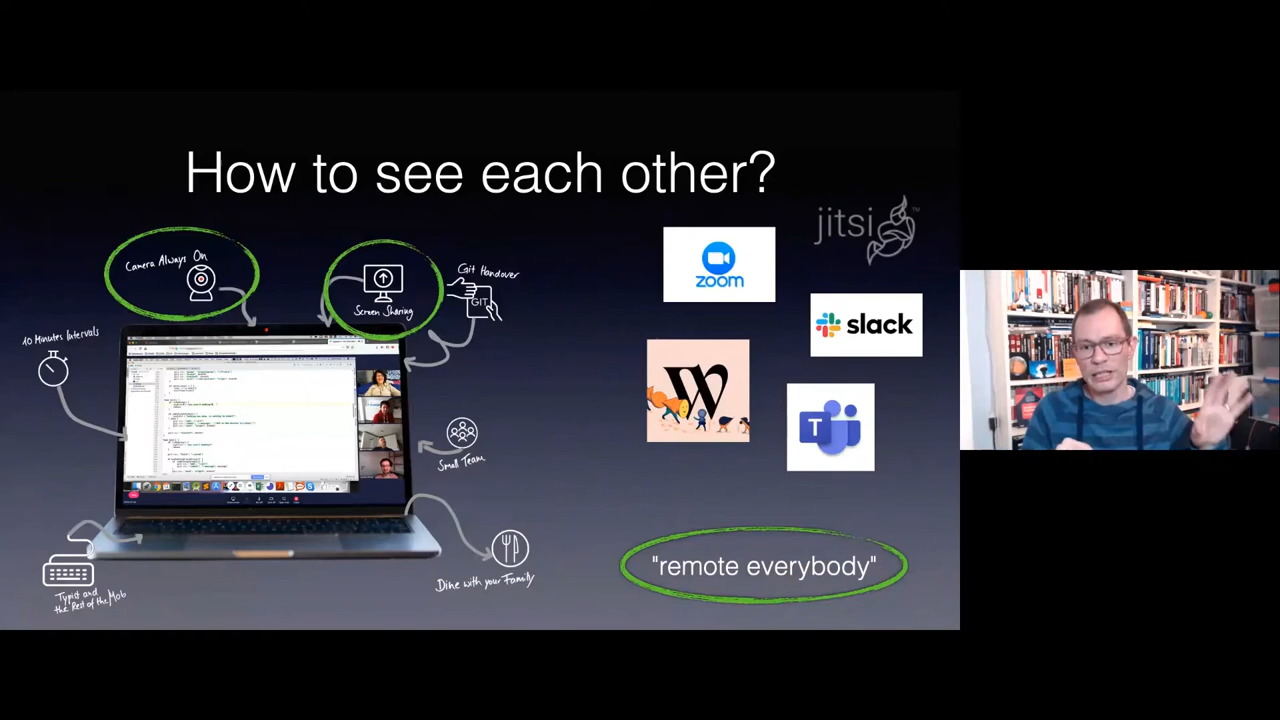 How to see each other?
jitsi
Camera Always On
Screen Sharing
Git Handover
GIT
zoom
slack
10 Minutes Intervals
W
T
Small Team
Dine with your Family
"remote everybody"
Typist and
the Rest of the Mob